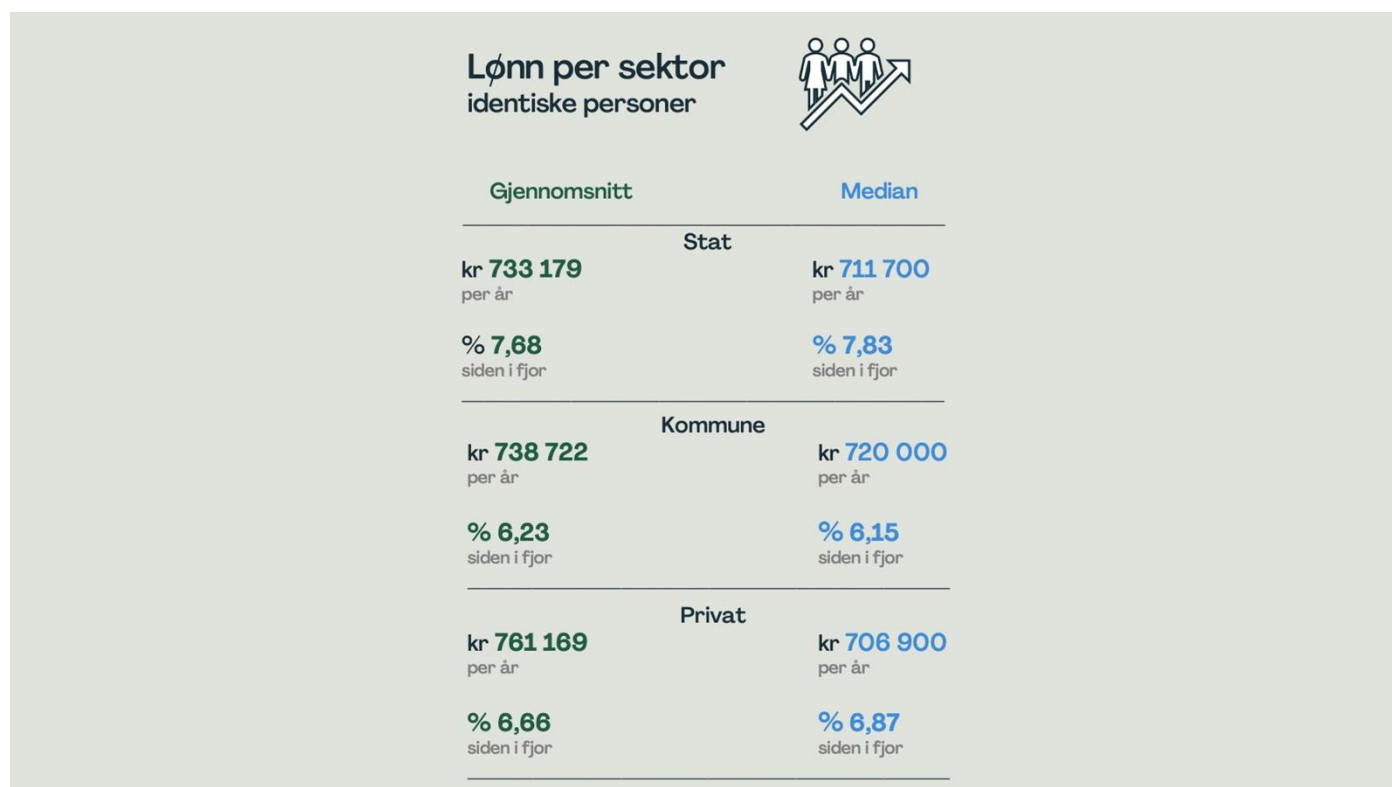 Lønn per sektor
identiske personer
Gjennomsnitt Median
Stat
kr 733 179 kr 711 700
per år per år
% 7,68 % 7,83
siden i fjor siden i fjor
Kommune
kr 738 722 kr 720 000
per år per år
% 6,23 % 6,15
siden i fjor siden i fjor
Privat
kr 761 169 kr 706 900
per år per år
% 6,66 % 6,87
siden i fjor siden i fjor